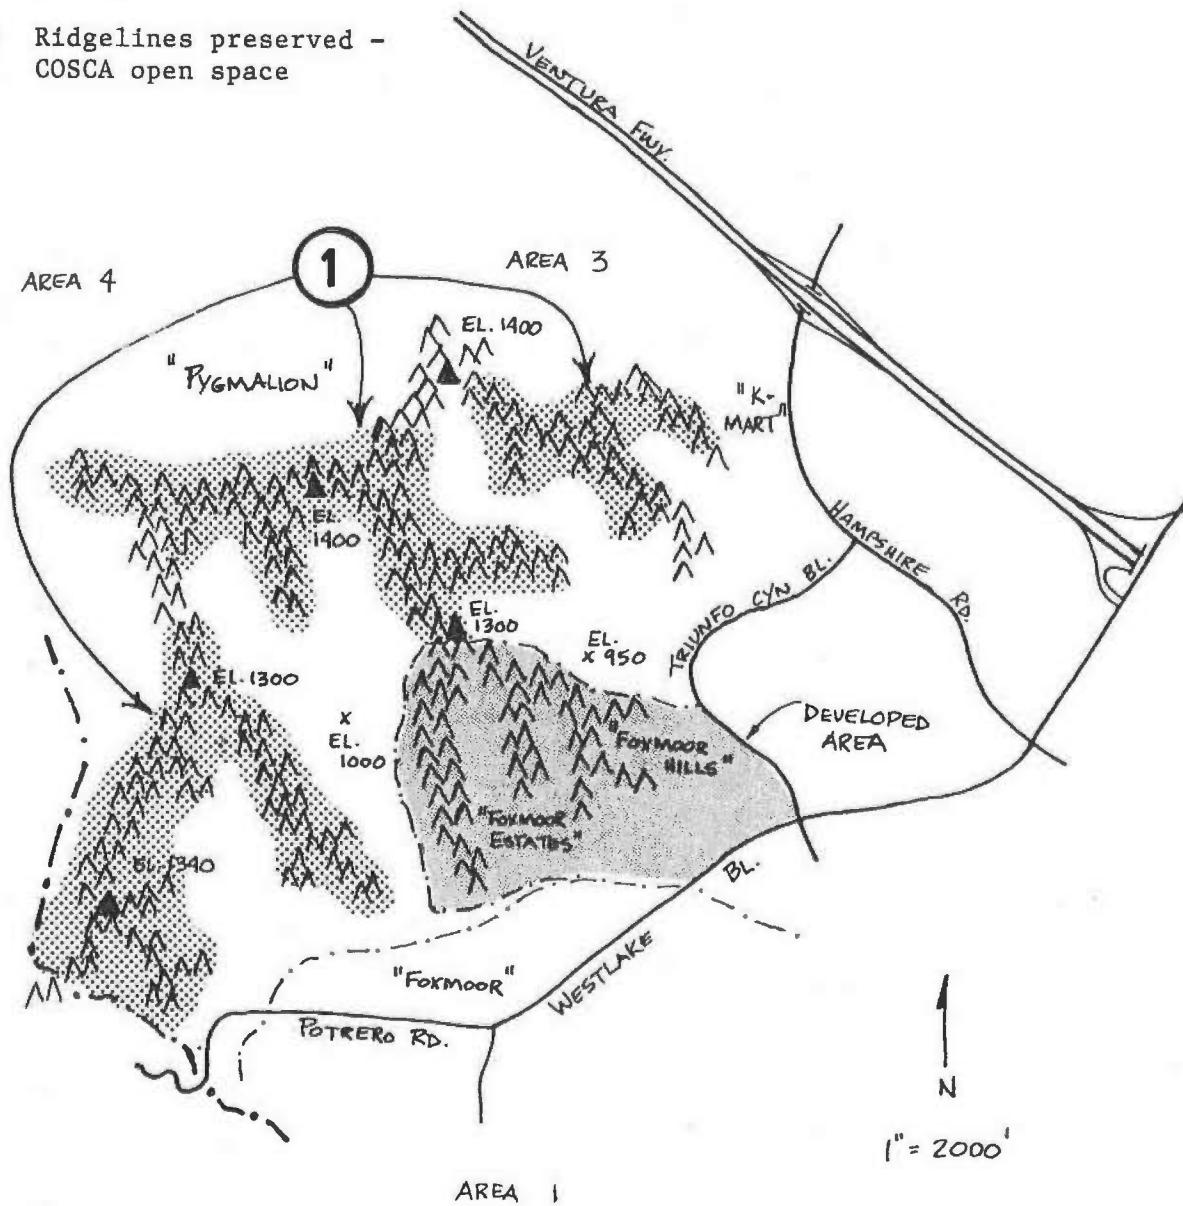 Ridgelines preserved -
COSCA open space
VENTURA FWY.
1
AREA 4
AREA 3
EL. 1400
"PYGMALION"
"K-
MART"
EL.
1400
HAMPSHIRE RD.
TRIUNFO CYN BL.
EL.
1300
EL.
x 950
EL. 1300
x
EL.
1000
DEVELOPED
AREA
"FOXMOOR
HILLS"
"FOXMOOR
ESTATES"
EL. 1340
WESTLAKE BL.
"FOXMOOR"
POTRERO RD.
N
1" = 2000'
AREA 1